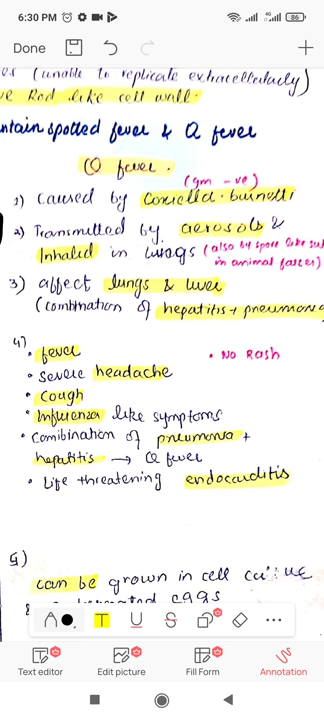 6:30 PM
86
Done
(unable to replicate extracellularly)
ve Rod like cell wall.
ntain spotted fever & Q fever
Q fever.
(gm -ve)
1) Caused by Coxiella burnetti
2) Transmitted by aerosols &
Inhaled in lungs (also by spore like
in animal faeces)
3) affect lungs & liver
(combination of hepatitis + pneumonia
4)
• fever
• No Rash
• Severe headache
• Cough
• Influenza like symptoms
• Combination of pneumonia +
hepatitis → Q fever
• Life threatening endocarditis
5)
can be grown in cell culture
eggs
A T U S
Text editor
Edit picture
Fill Form
Annotation